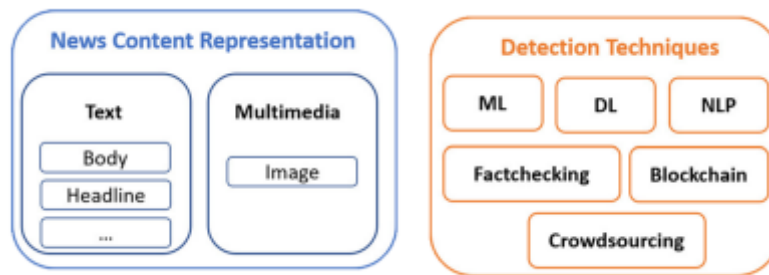 News Content Representation
Text
Body
Headline
...
Multimedia
Image
Detection Techniques
ML
DL
NLP
Factchecking
Blockchain
Crowdsourcing